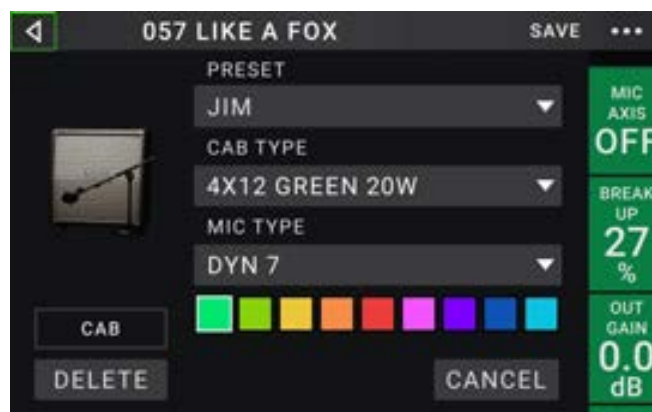 057 LIKE A FOX
SAVE
PRESET
JIM
CAB TYPE
4X12 GREEN 20W
MIC TYPE
DYN 7
CAB
DELETE
CANCEL
MIC
AXIS
OFF
BREAK
UP
27
%
OUT
GAIN
0.0
dB